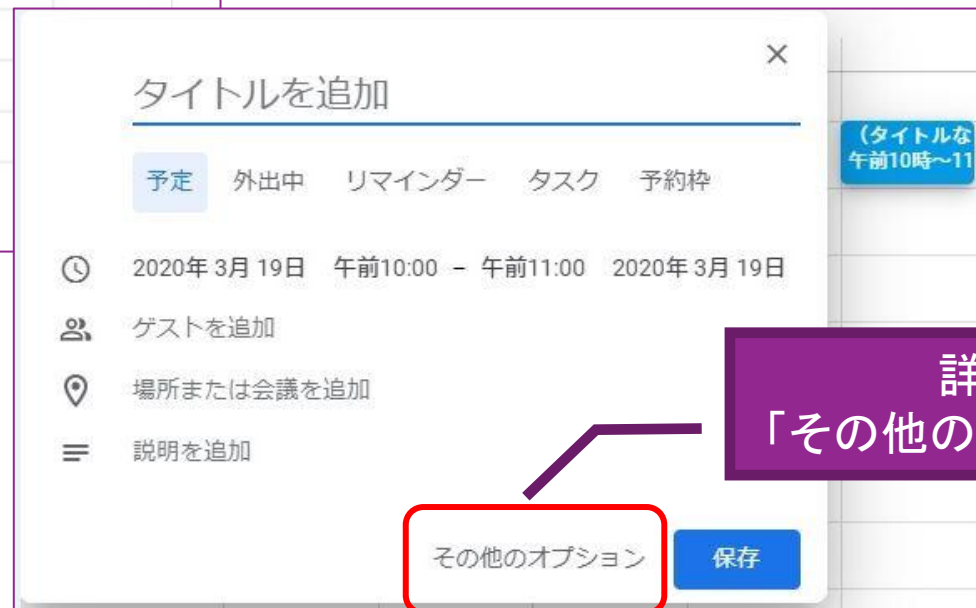 タイトルを追加
予定 外出中 リマインダー タスク 予約枠
2020年 3月 19日 午前10:00 – 午前11:00 2020年 3月 19日
ゲストを追加
場所または会議を追加
説明を追加
その他のオプション 保存
(タイトルな
午前10時～11
詳
「その他の